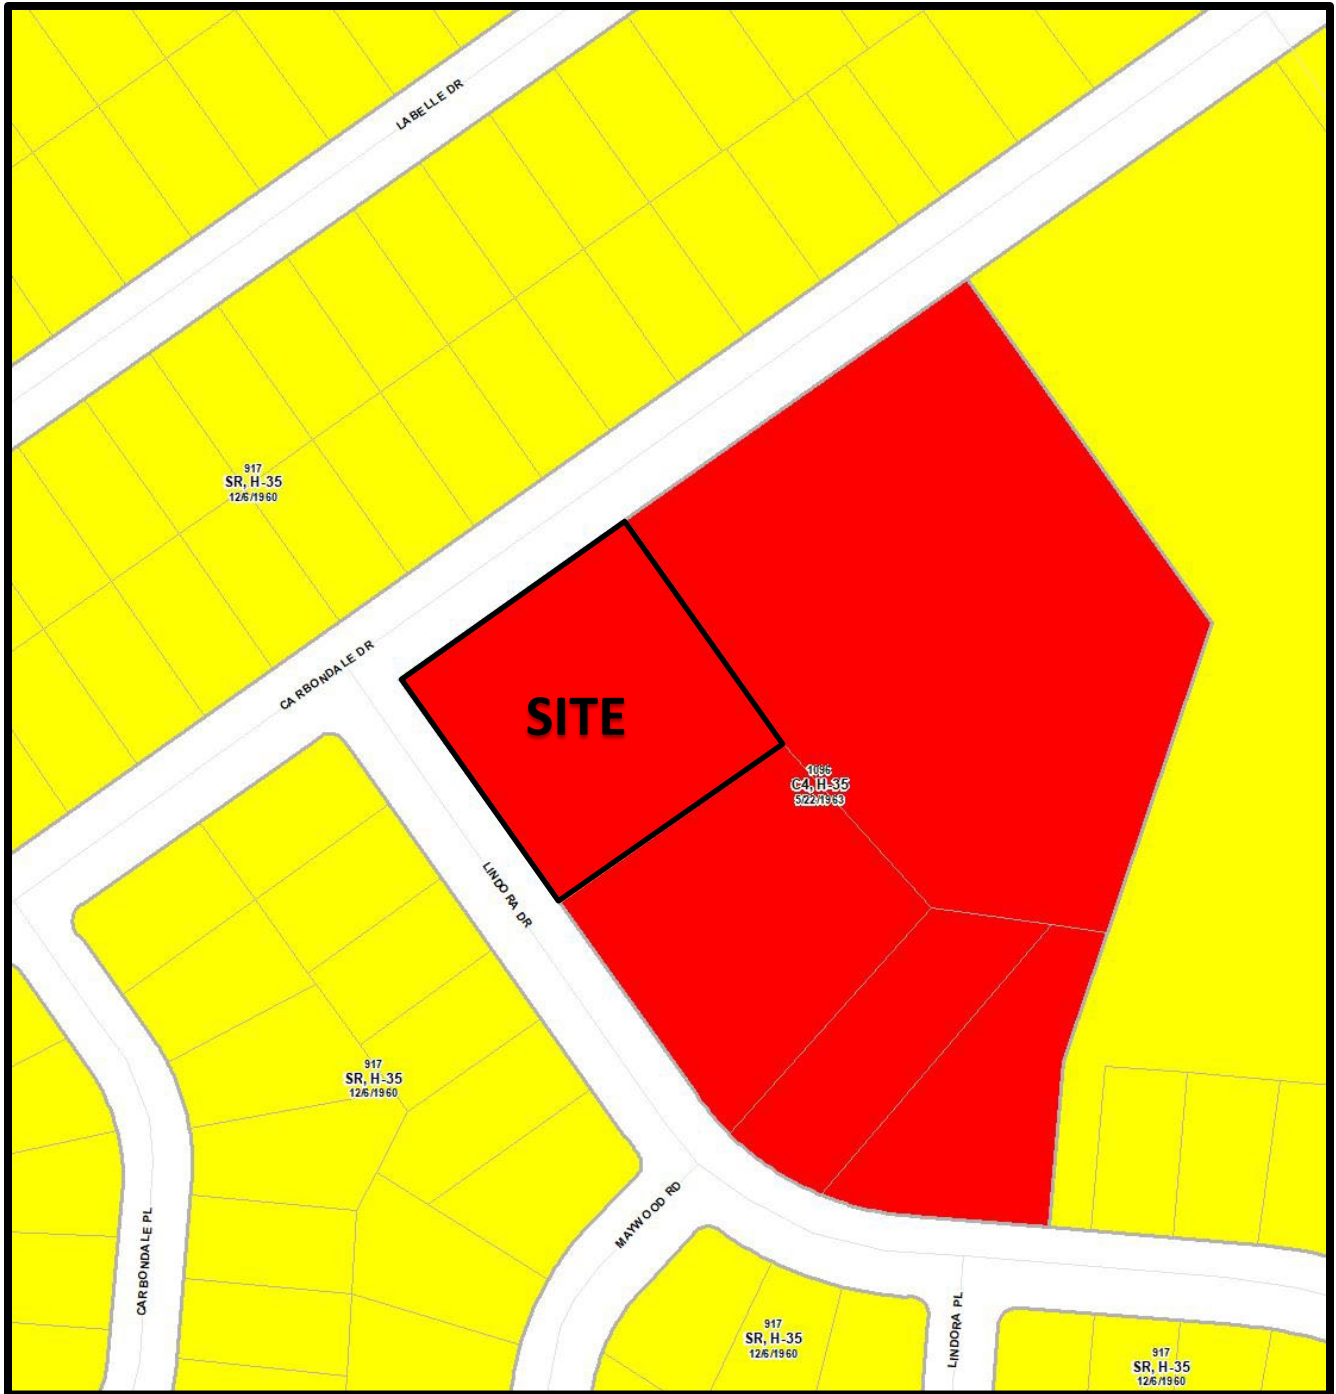 LABELLE DR
917
SR, H-35
12/6/1960
CARBONDALE DR
SITE
1096
C4, H-35
5/22/1963
LINDORA DR
917
SR, H-35
12/6/1960
MAYWOOD RD
CARBONDALE PL
LINDORA PL
917
SR, H-35
12/6/1960
917
SR, H-35
12/6/1960